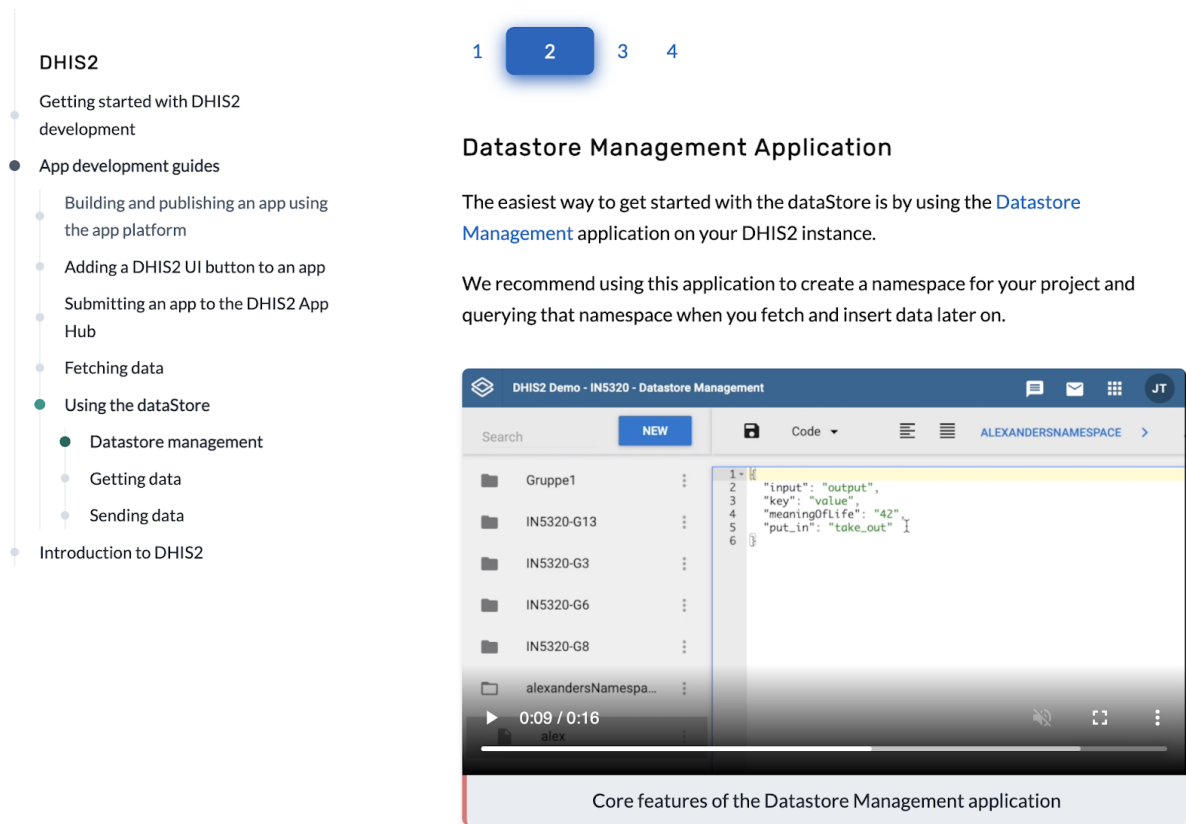 DHIS2
Getting started with DHIS2
development
App development guides
Building and publishing an app using
the app platform
Adding a DHIS2 UI button to an app
Submitting an app to the DHIS2 App
Hub
Fetching data
Using the dataStore
Datastore management
Getting data
Sending data
Introduction to DHIS2
1 2 3 4
Datastore Management Application
The easiest way to get started with the dataStore is by using the Datastore
Management application on your DHIS2 instance.
We recommend using this application to create a namespace for your project and
querying that namespace when you fetch and insert data later on.
DHIS2 Demo - IN5320 - Datastore Management
JT
Search
NEW
Code
ALEXANDERSNAMESPACE
Gruppe1
IN5320-G13
IN5320-G3
IN5320-G6
IN5320-G8
alexandersNamespa...
alex
1 {
2 "input": "output",
3 "key": "value",
4 "meaningOfLife": "42",
5 "put_in": "take_out"
6 }
0:09 / 0:16
Core features of the Datastore Management application